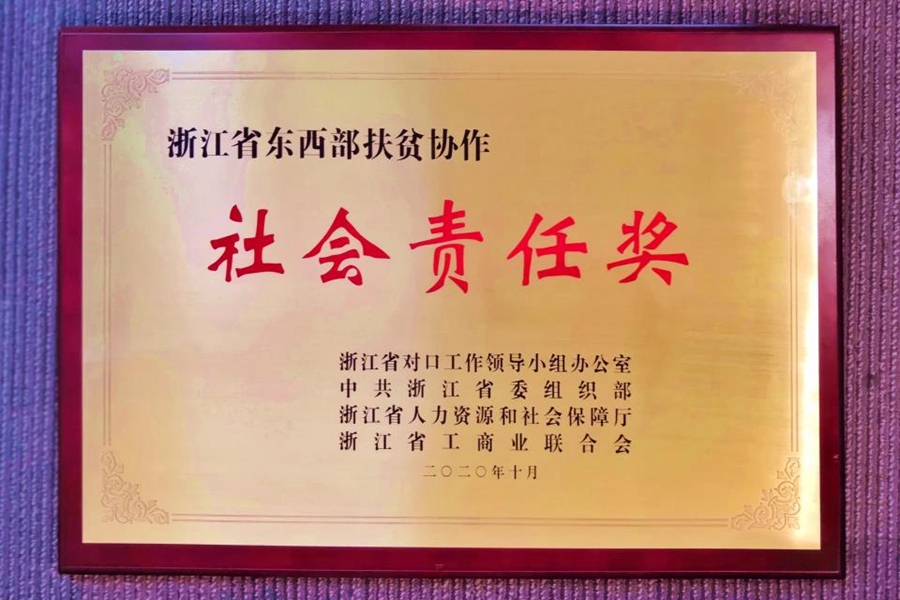 浙江省东西部扶贫协作
社会责任奖
浙江省对口工作领导小组办公室
中共浙江省委组织部
浙江省人力资源和社会保障厅
浙江省工商业联合会
二〇二〇年十月